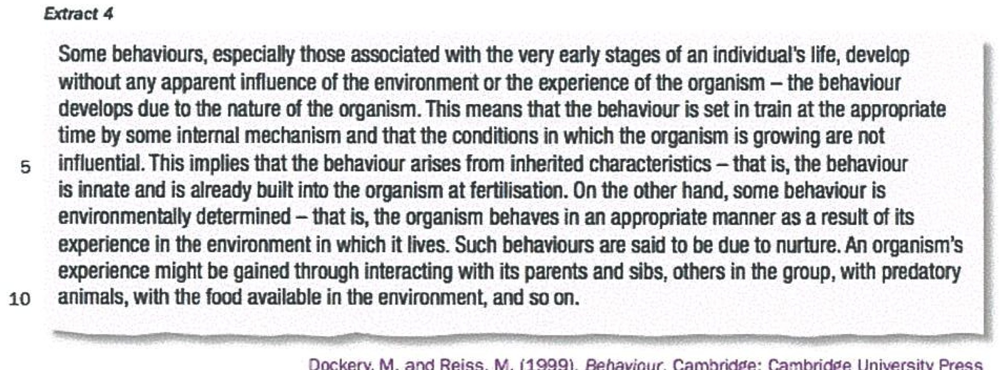 Extract 4
Some behaviours, especially those associated with the very early stages of an individual's life, develop
without any apparent influence of the environment or the experience of the organism – the behaviour
develops due to the nature of the organism. This means that the behaviour is set in train at the appropriate
time by some internal mechanism and that the conditions in which the organism is growing are not
5 influential. This implies that the behaviour arises from inherited characteristics – that is, the behaviour
is innate and is already built into the organism at fertilisation. On the other hand, some behaviour is
environmentally determined – that is, the organism behaves in an appropriate manner as a result of its
experience in the environment in which it lives. Such behaviours are said to be due to nurture. An organism's
experience might be gained through interacting with its parents and sibs, others in the group, with predatory
10 animals, with the food available in the environment, and so on.
Dockery, M. and Reiss, M. (1999). Behaviour. Cambridge: Cambridge University Press